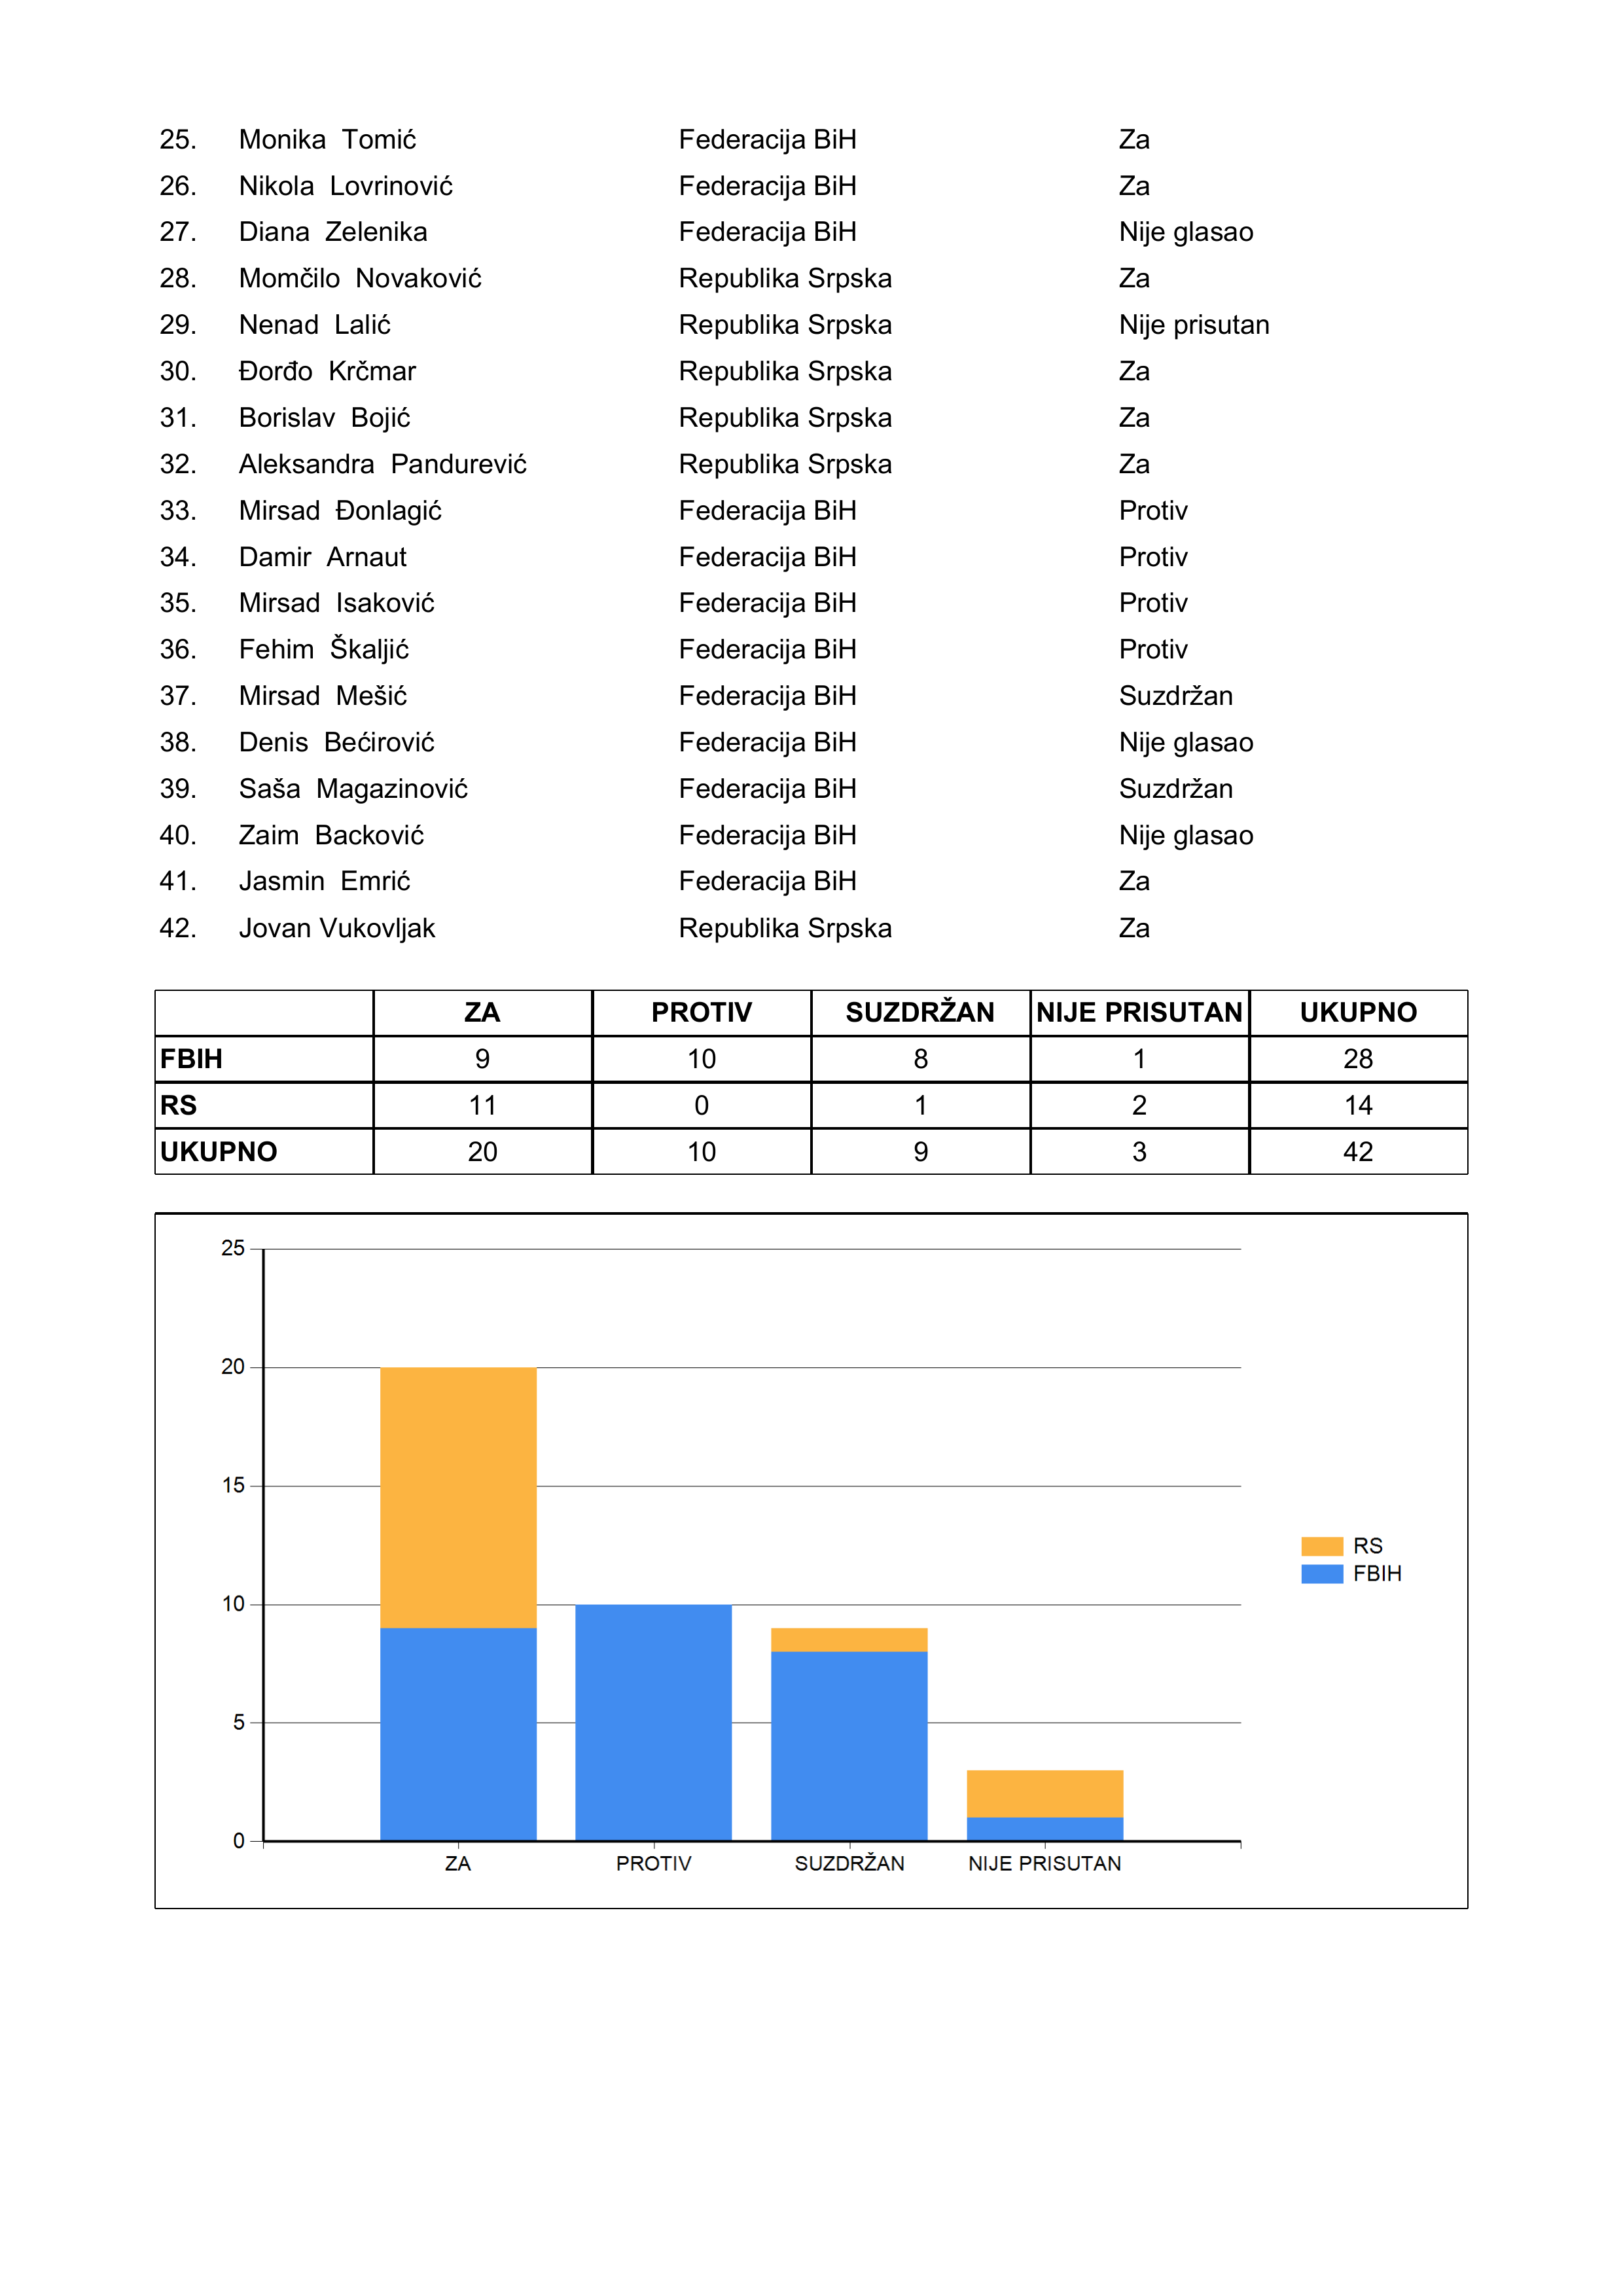 25. Monika Tomić Federacija BiH Za
26. Nikola Lovrinović Federacija BiH Za
27. Diana Zelenika Federacija BiH Nije glasao
28. Momčilo Novaković Republika Srpska Za
29. Nenad Lalić Republika Srpska Nije prisutan
30. Đorđo Krčmar Republika Srpska Za
31. Borislav Bojić Republika Srpska Za
32. Aleksandra Pandurević Republika Srpska Za
33. Mirsad Đonlagić Federacija BiH Protiv
34. Damir Arnaut Federacija BiH Protiv
35. Mirsad Isaković Federacija BiH Protiv
36. Fehim Škaljić Federacija BiH Protiv
37. Mirsad Mešić Federacija BiH Suzdržan
38. Denis Bećirović Federacija BiH Nije glasao
39. Saša Magazinović Federacija BiH Suzdržan
40. Zaim Backović Federacija BiH Nije glasao
41. Jasmin Emrić Federacija BiH Za
42. Jovan Vukovljak Republika Srpska Za
ZA PROTIV SUZDRŽAN NIJE PRISUTAN UKUPNO
FBIH 9 10 8 1 28
RS 11 0 1 2 14
UKUPNO 20 10 9 3 42
25
20
15
10
5
0
ZA PROTIV SUZDRŽAN NIJE PRISUTAN
RS
FBIH